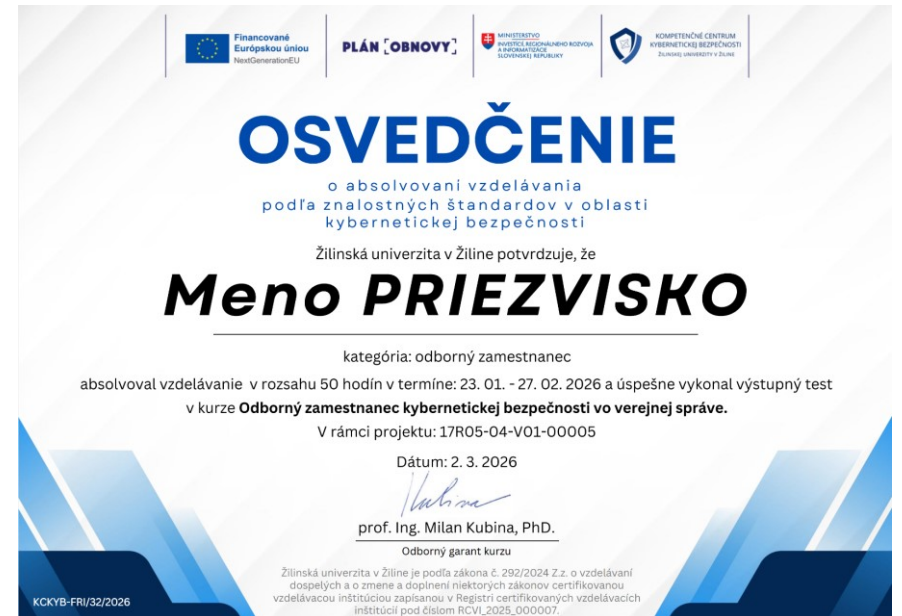 Financované
Európskou úniou
NextGenerationEU
PLÁN [OBNOVY]
MINISTERSTVO
INVESTÍCIÍ, REGIONÁLNEHO ROZVOJA
A INFORMATIZÁCIE
SLOVENSKEJ REPUBLIKY
KOMPETENČNÉ CENTRUM
KYBERNETICKEJ BEZPEČNOSTI
ŽILINSKEJ UNIVERZITY V ŽILINE
OSVEDČENIE
o absolvovaní vzdelávania
podľa znalostných štandardov v oblasti
kybernetickej bezpečnosti
Žilinská univerzita v Žiline potvrdzuje, že
Meno PRIEZVISKO
kategória: odborný zamestnanec
absolvoval vzdelávanie v rozsahu 50 hodín v termíne: 23. 01. - 27. 02. 2026 a úspešne vykonal výstupný test
v kurze Odborný zamestnanec kybernetickej bezpečnosti vo verejnej správe.
V rámci projektu: 17R05-04-V01-00005
Dátum: 2. 3. 2026
Kubina
prof. Ing. Milan Kubina, PhD.
Odborný garant kurzu
Žilinská univerzita v Žiline je podľa zákona č. 292/2024 Z.z. o vzdelávaní
dospelých a o zmene a doplnení niektorých zákonov certifikovanou
vzdelávacou inštitúciou zapísanou v Registri certifikovaných vzdelávacích
inštitúcií pod číslom RCVI_2025_000007.
KCKYB-FRI/32/2026